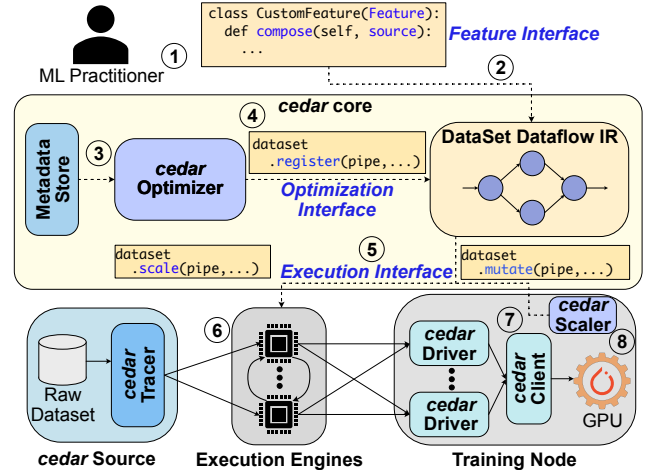 class CustomFeature(Feature):
def compose(self, source):
...
Feature Interface
1
ML Practitioner
2
cedar core
4
DataSet Dataflow IR
Metadata
Store
3
cedar
Optimizer
dataset
.register(pipe,...)
Optimization
Interface
dataset
.scale(pipe,...)
5
Execution Interface
dataset
.mutate(pipe,...)
6
7
cedar
Scaler
8
Raw
Dataset
cedar
Tracer
cedar
Driver
cedar
Driver
cedar
Client
GPU
cedar Source
Execution Engines
Training Node